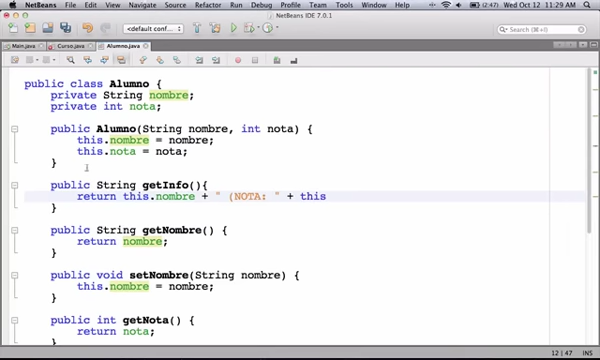 NetBeans File Edit View Navigate Source Refactor Run Debug Profile Team Tools Window Help (2:47) Wed Oct 12 11:29 AM
NetBeans IDE 7.0.1
<default conf... Search (⌘+I)
Main.java Curso.java Alumno.java
public class Alumno {
private String nombre;
private int nota;
public Alumno(String nombre, int nota) {
this.nombre = nombre;
this.nota = nota;
}
public String getInfo(){
return this.nombre + " (NOTA: " + this
}
public String getNombre() {
return nombre;
}
public void setNombre(String nombre) {
this.nombre = nombre;
}
public int getNota() {
return nota;
12 | 47 INS